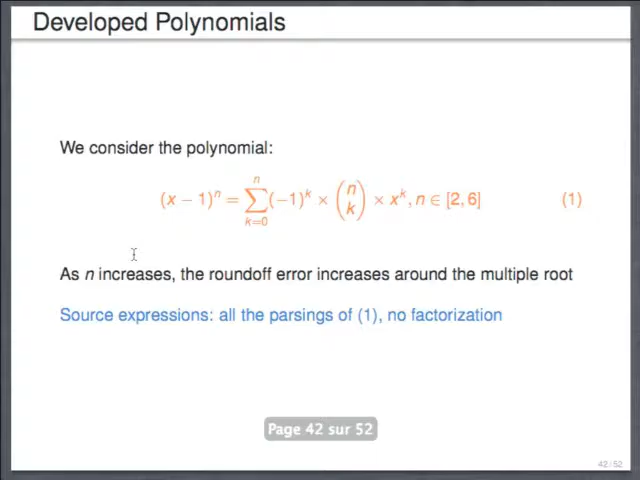 Developed Polynomials
We consider the polynomial:
(x − 1)^n = ∑_{k=0}^{n} (−1)^k × \binom{n}{k} × x^k, n ∈ [2, 6] (1)
As n increases, the roundoff error increases around the multiple root
Source expressions: all the parsings of (1), no factorization
Page 42 sur 52
42 / 52